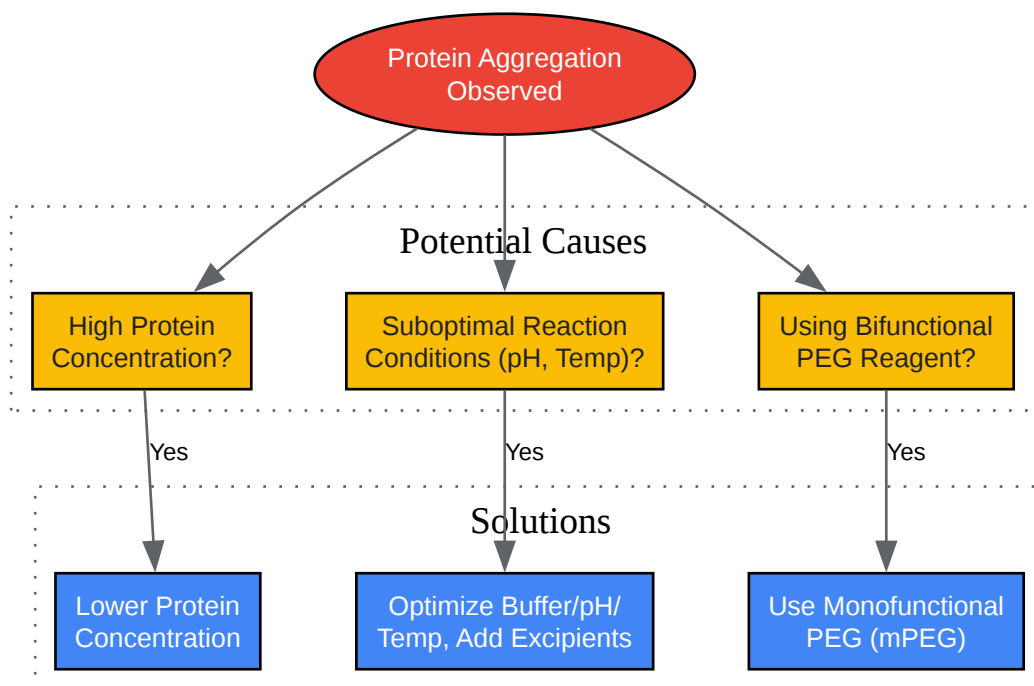 Protein Aggregation
Observed
Potential Causes
High Protein
Concentration?
Suboptimal Reaction
Conditions (pH, Temp)?
Using Bifunctional
PEG Reagent?
Yes
Yes
Yes
Solutions
Lower Protein
Concentration
Optimize Buffer/pH/
Temp, Add Excipients
Use Monofunctional
PEG (mPEG)